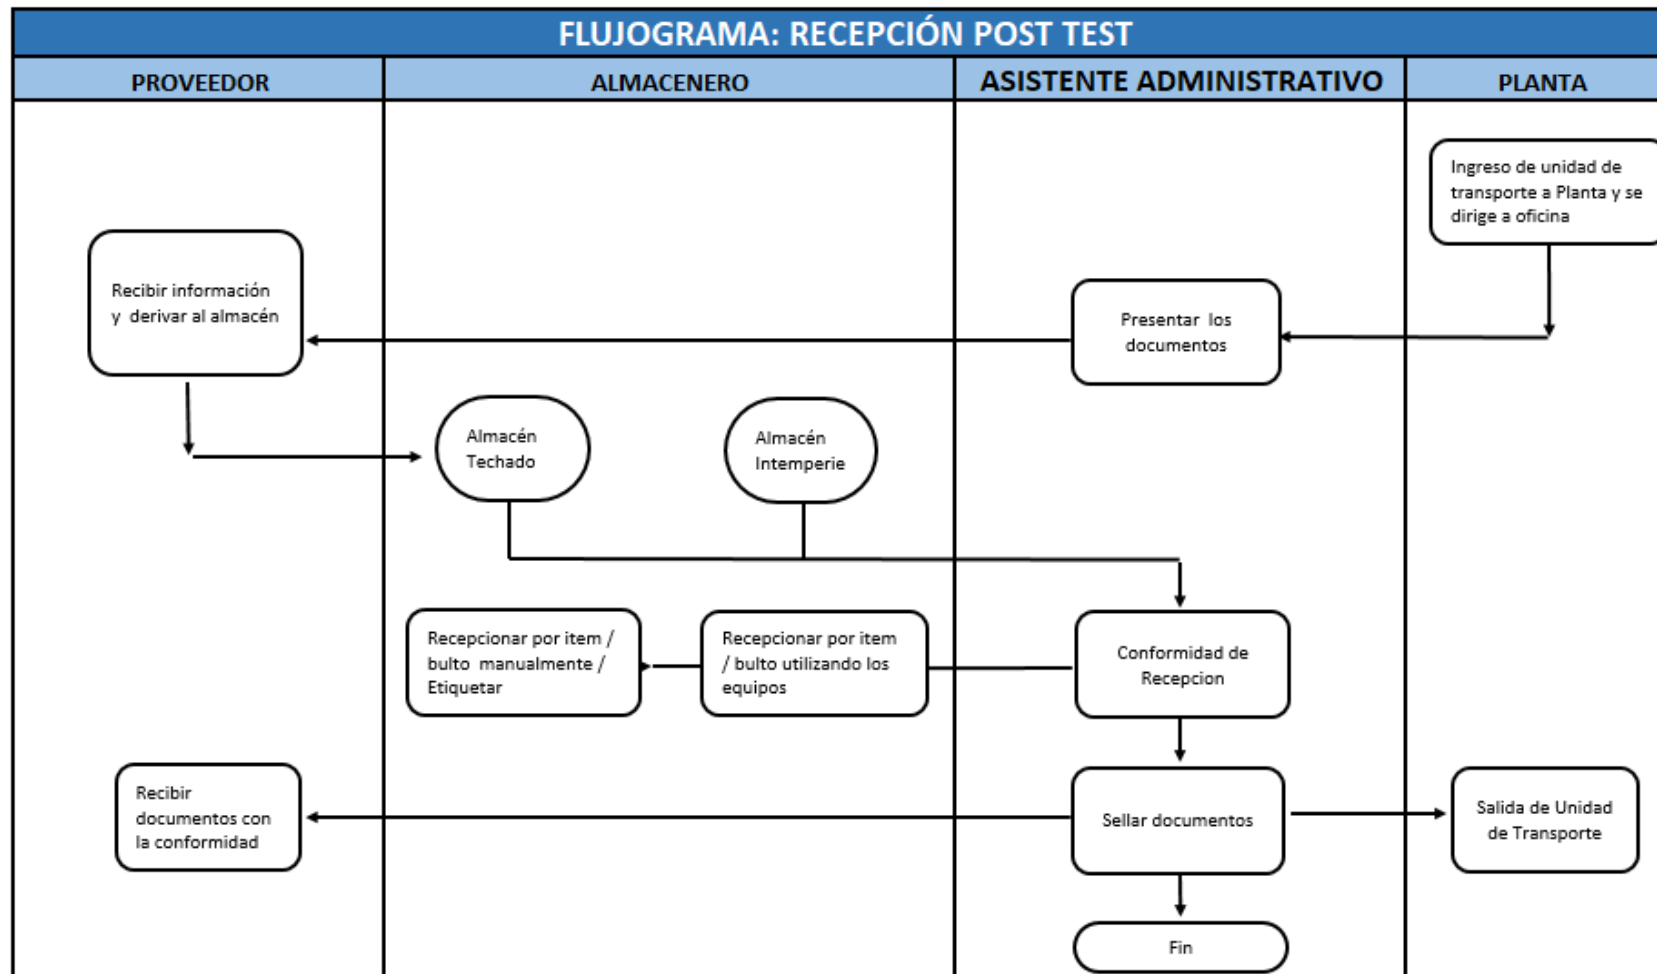 FLUJOGRAMA: RECEPCIÓN POST TEST
PROVEEDOR
ALMACENERO
ASISTENTE ADMINISTRATIVO
PLANTA
Ingreso de unidad de
transporte a Planta y se
dirige a oficina
Recibir información
y derivar al almacén
Presentar los
documentos
Almacén
Techado
Almacén
Intemperie
Recepcionar por item /
bulto manualmente /
Etiquetar
Recepcionar por item
/ bulto utilizando los
equipos
Conformidad de
Recepcion
Recibir
documentos con
la conformidad
Sellar documentos
Salida de Unidad
de Transporte
Fin